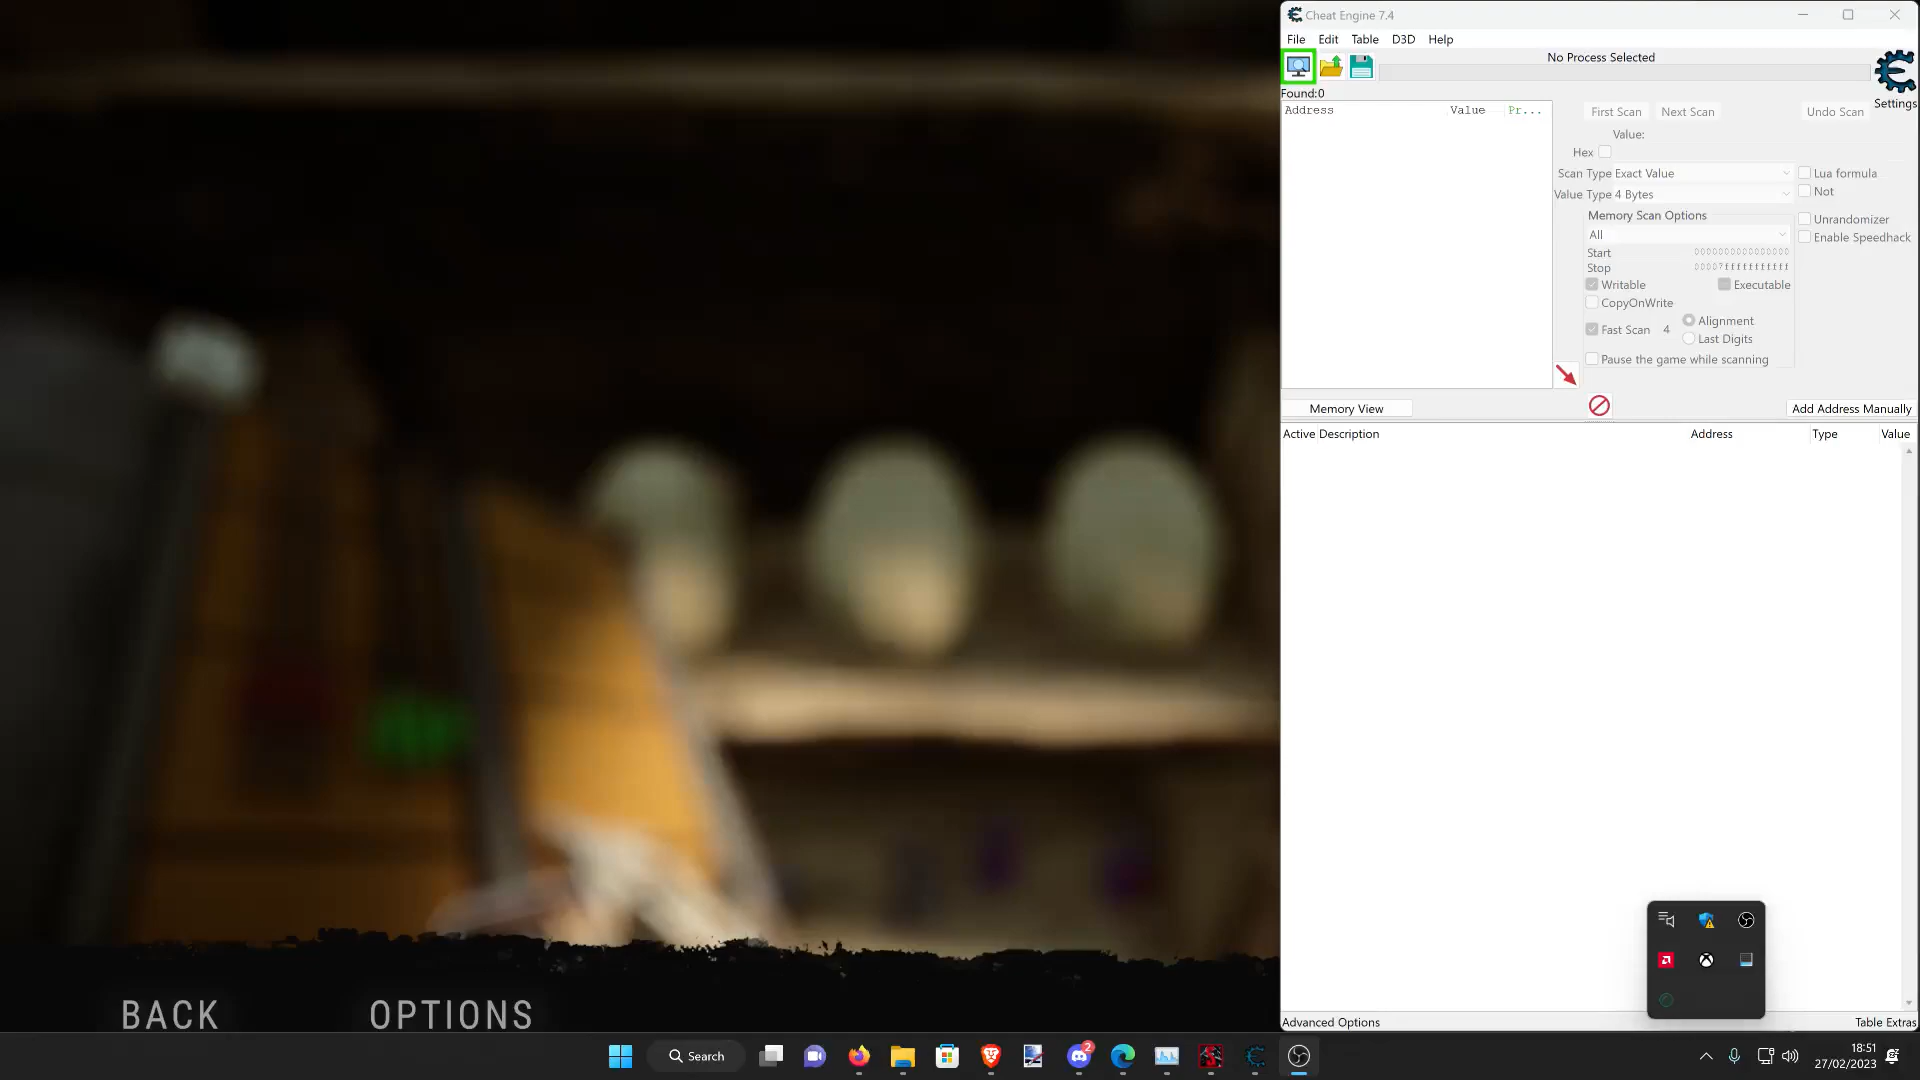 Cheat Engine 7.4
File Edit Table D3D Help
No Process Selected
Settings
Found:0
Address Value Pr...
First Scan Next Scan Undo Scan
Value:
Hex
Scan Type Exact Value
Lua formula
Not
Value Type 4 Bytes
Memory Scan Options
All
Unrandomizer
Enable Speedhack
Start 0000000000000000
Stop 00007fffffffffff
Writable Executable
CopyOnWrite
Fast Scan 4 Alignment
Last Digits
Pause the game while scanning
Memory View Add Address Manually
Active Description Address Type Value
BACK OPTIONS
Advanced Options Table Extras
Search
2
18:51
27/02/2023